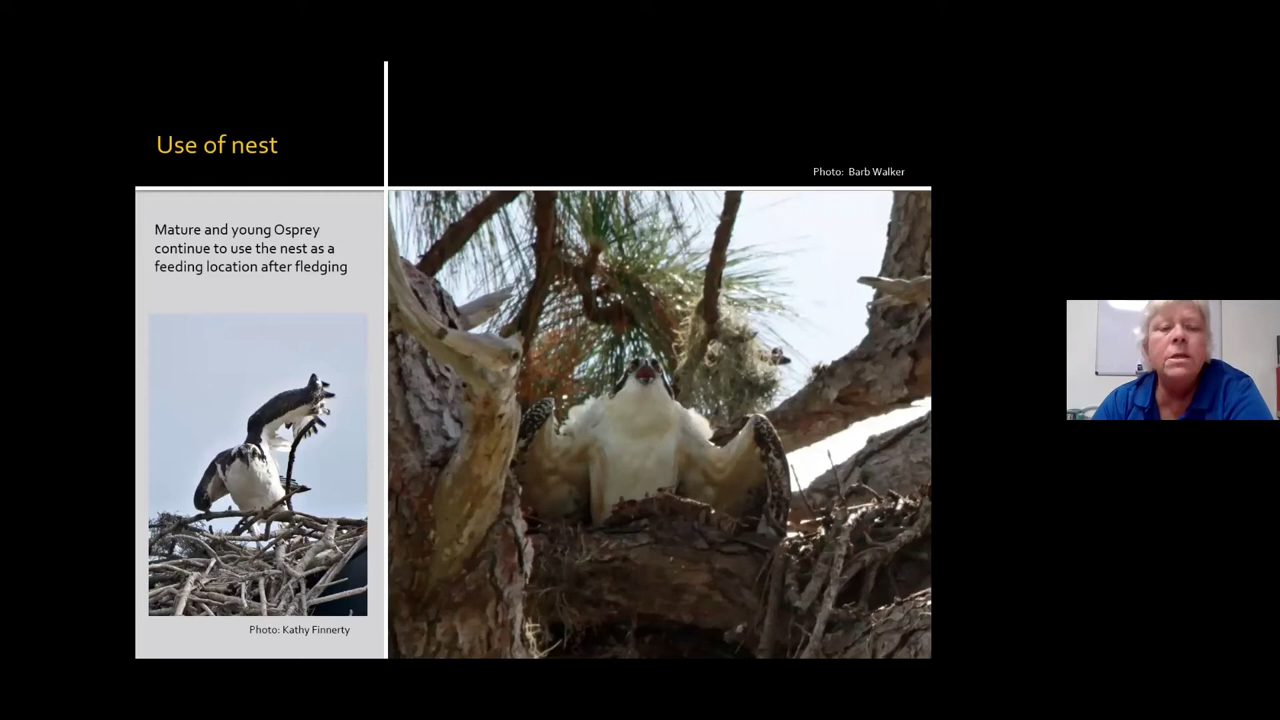 Use of nest
Photo: Barb Walker
Mature and young Osprey
continue to use the nest as a
feeding location after fledging
Photo: Kathy Finnerty